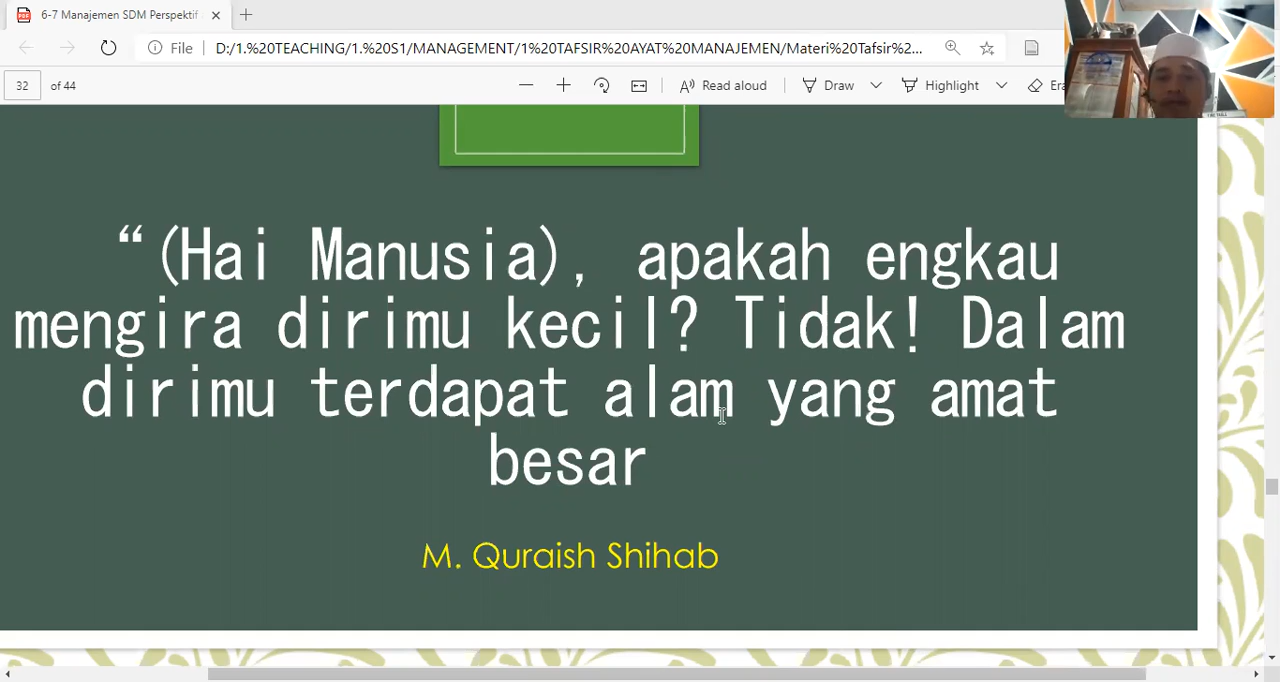 6-7 Manajemen SDM Perspektif
File
D:/1.%20TEACHING/1.%20S1/MANAGEMENT/1%20TAFSIR%20AYAT%20MANAJEMEN/Materi%20Tafsir%2...
32 of 44
Read aloud
Draw
Highlight
Era
“(Hai Manusia), apakah engkau
mengira dirimu kecil? Tidak! Dalam
dirimu terdapat alam yang amat
besar
M. Quraish Shihab